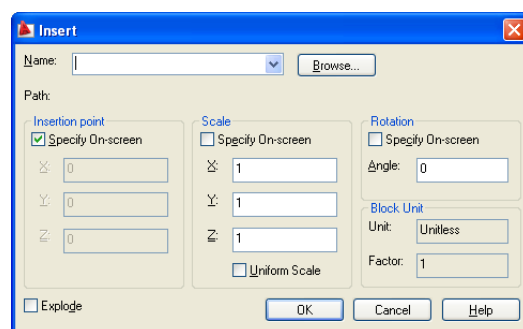 Insert
Name:
Browse...
Path:
Insertion point
Specify On-screen
X: 0
Y: 0
Z: 0
Scale
Specify On-screen
X: 1
Y: 1
Z: 1
Uniform Scale
Rotation
Specify On-screen
Angle: 0
Block Unit
Unit: Unitless
Factor: 1
Explode
OK
Cancel
Help